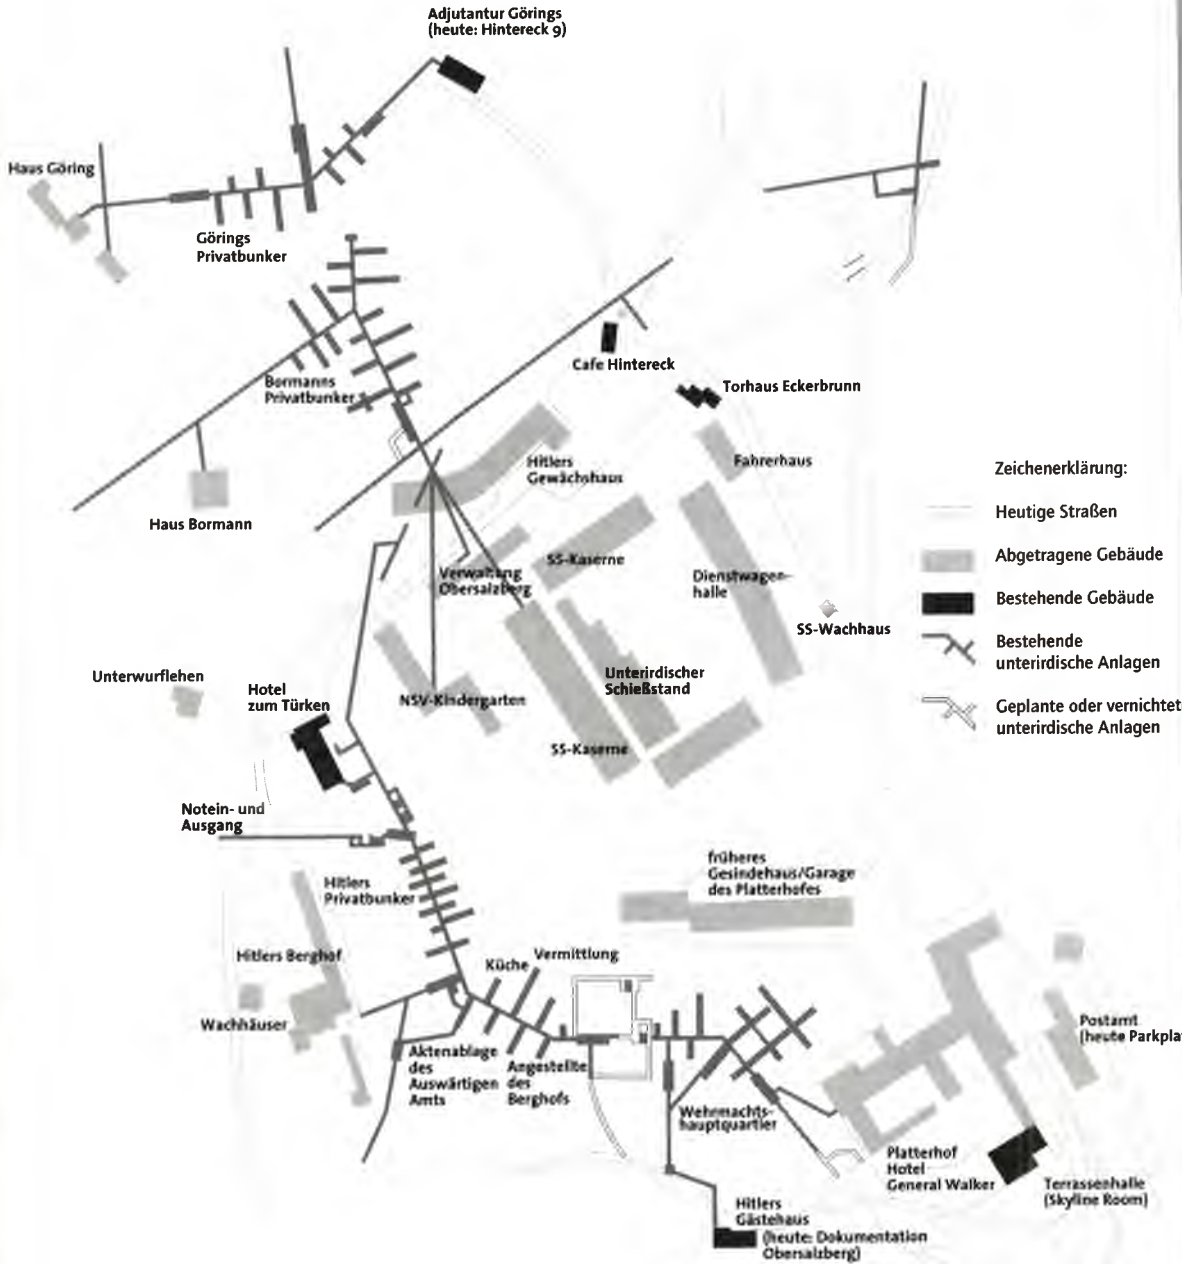 Adjutantur Görings
(heute: Hintereck 9)
Haus Göring
Görings
Privatbunker
Cafe Hintereck
Torhaus Eckerbrunn
Bormanns
Privatbunker
Hitlers
Gewächshaus
Fahrerhaus
Haus Bormann
Zeichenerklärung:
Heutige Straßen
Abgetragene Gebäude
Bestehende Gebäude
Bestehende
unterirdische Anlagen
Geplante oder vernichtet
unterirdische Anlagen
Verwaltung
Obersalzberg
SS-Kaserne
Dienstwagen-
halle
SS-Wachhaus
Unterwurflehen
Hotel
zum Türken
NSV-Kindergarten
Unterirdischer
Schießstand
SS-Kaserne
Notein- und
Ausgang
früheres
Gesindehaus/Garage
des Platterhofes
Hitlers
Privatbunker
Hitlers Berghof
Küche
Vermittlung
Wachhäuser
Aktenablage
des
Auswärtigen
Amts
Angestellte
des
Berghofs
Wehrmachts-
hauptquartier
Postamt
(heute Parkpla
Platterhof
Hotel
General Walker
Terrassenhalle
(Skyline Room)
Hitlers
Gästehaus
(heute: Dokumentation
Obersalzberg)